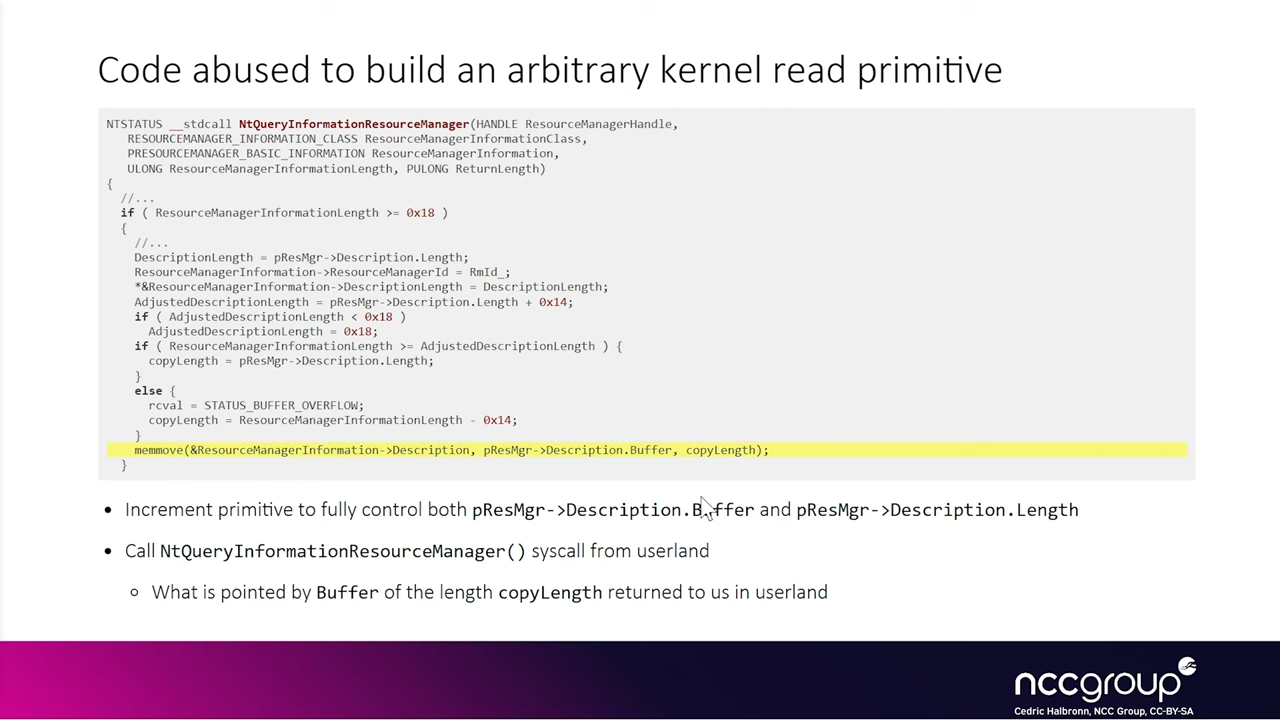 Code abused to build an arbitrary kernel read primitive
NTSTATUS __stdcall NtQueryInformationResourceManager(HANDLE ResourceManagerHandle,
RESOURCEMANAGER_INFORMATION_CLASS ResourceManagerInformationClass,
PRESOURCEMANAGER_BASIC_INFORMATION ResourceManagerInformation,
ULONG ResourceManagerInformationLength, PULONG ReturnLength)
{
//...
if ( ResourceManagerInformationLength >= 0x18 )
{
//...
DescriptionLength = pResMgr->Description.Length;
ResourceManagerInformation->ResourceManagerId = RmId_;
*&ResourceManagerInformation->DescriptionLength = DescriptionLength;
AdjustedDescriptionLength = pResMgr->Description.Length + 0x14;
if ( AdjustedDescriptionLength < 0x18 )
AdjustedDescriptionLength = 0x18;
if ( ResourceManagerInformationLength >= AdjustedDescriptionLength ) {
copyLength = pResMgr->Description.Length;
}
else {
rcval = STATUS_BUFFER_OVERFLOW;
copyLength = ResourceManagerInformationLength - 0x14;
}
memmove(&ResourceManagerInformation->Description, pResMgr->Description.Buffer, copyLength);
}
• Increment primitive to fully control both pResMgr->Description.Buffer and pResMgr->Description.Length
• Call NtQueryInformationResourceManager() syscall from userland
○ What is pointed by Buffer of the length copyLength returned to us in userland
nccgroup
Cedric Halbronn, NCC Group, CC-BY-SA